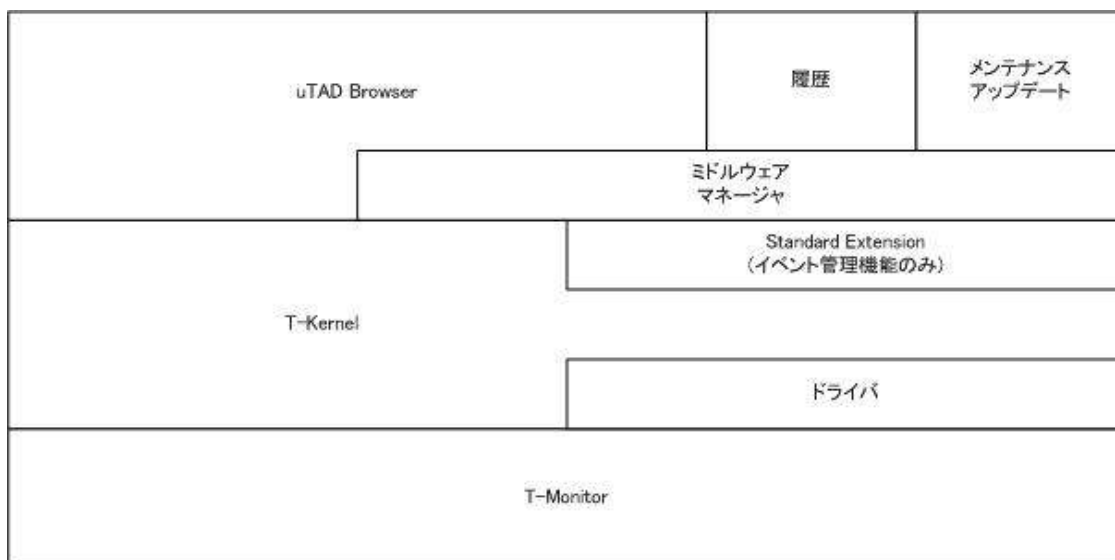 uTAD Browser
履歴
メンテナンス
アップデート
ミドルウェア
マネージャ
Standard Extension
（イベント管理機能のみ）
T-Kernel
ドライバ
T-Monitor